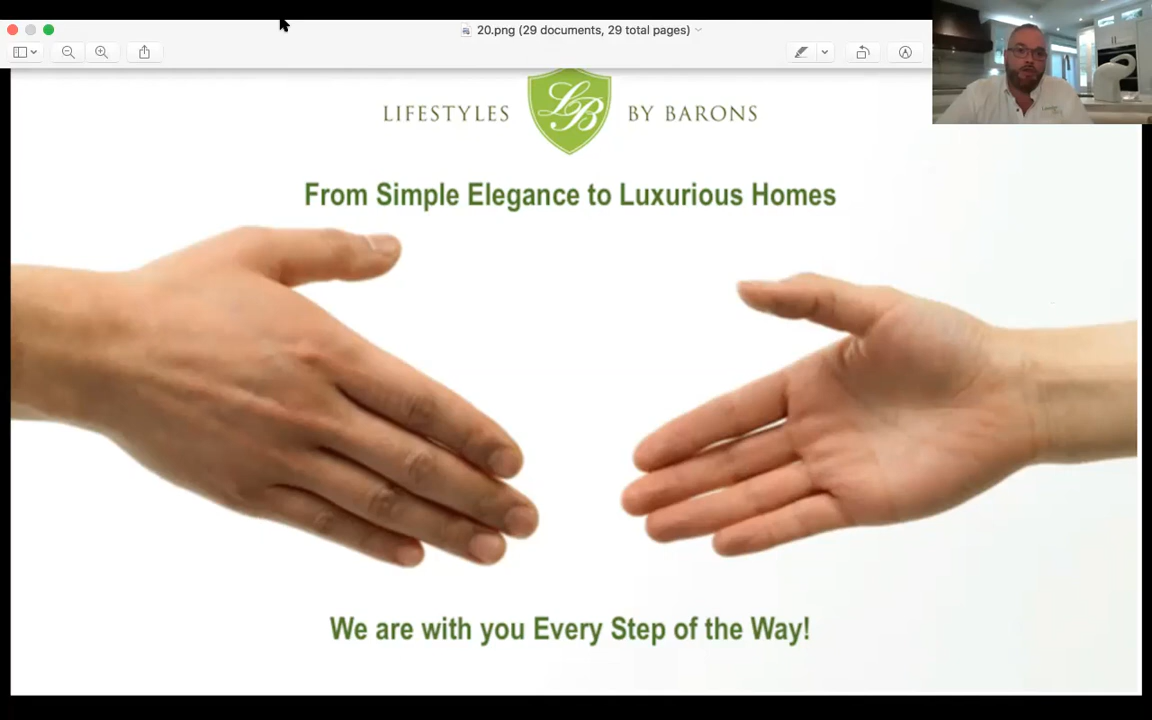 20.png (29 documents, 29 total pages)
LIFESTYLES LB BY BARONS
From Simple Elegance to Luxurious Homes
We are with you Every Step of the Way!